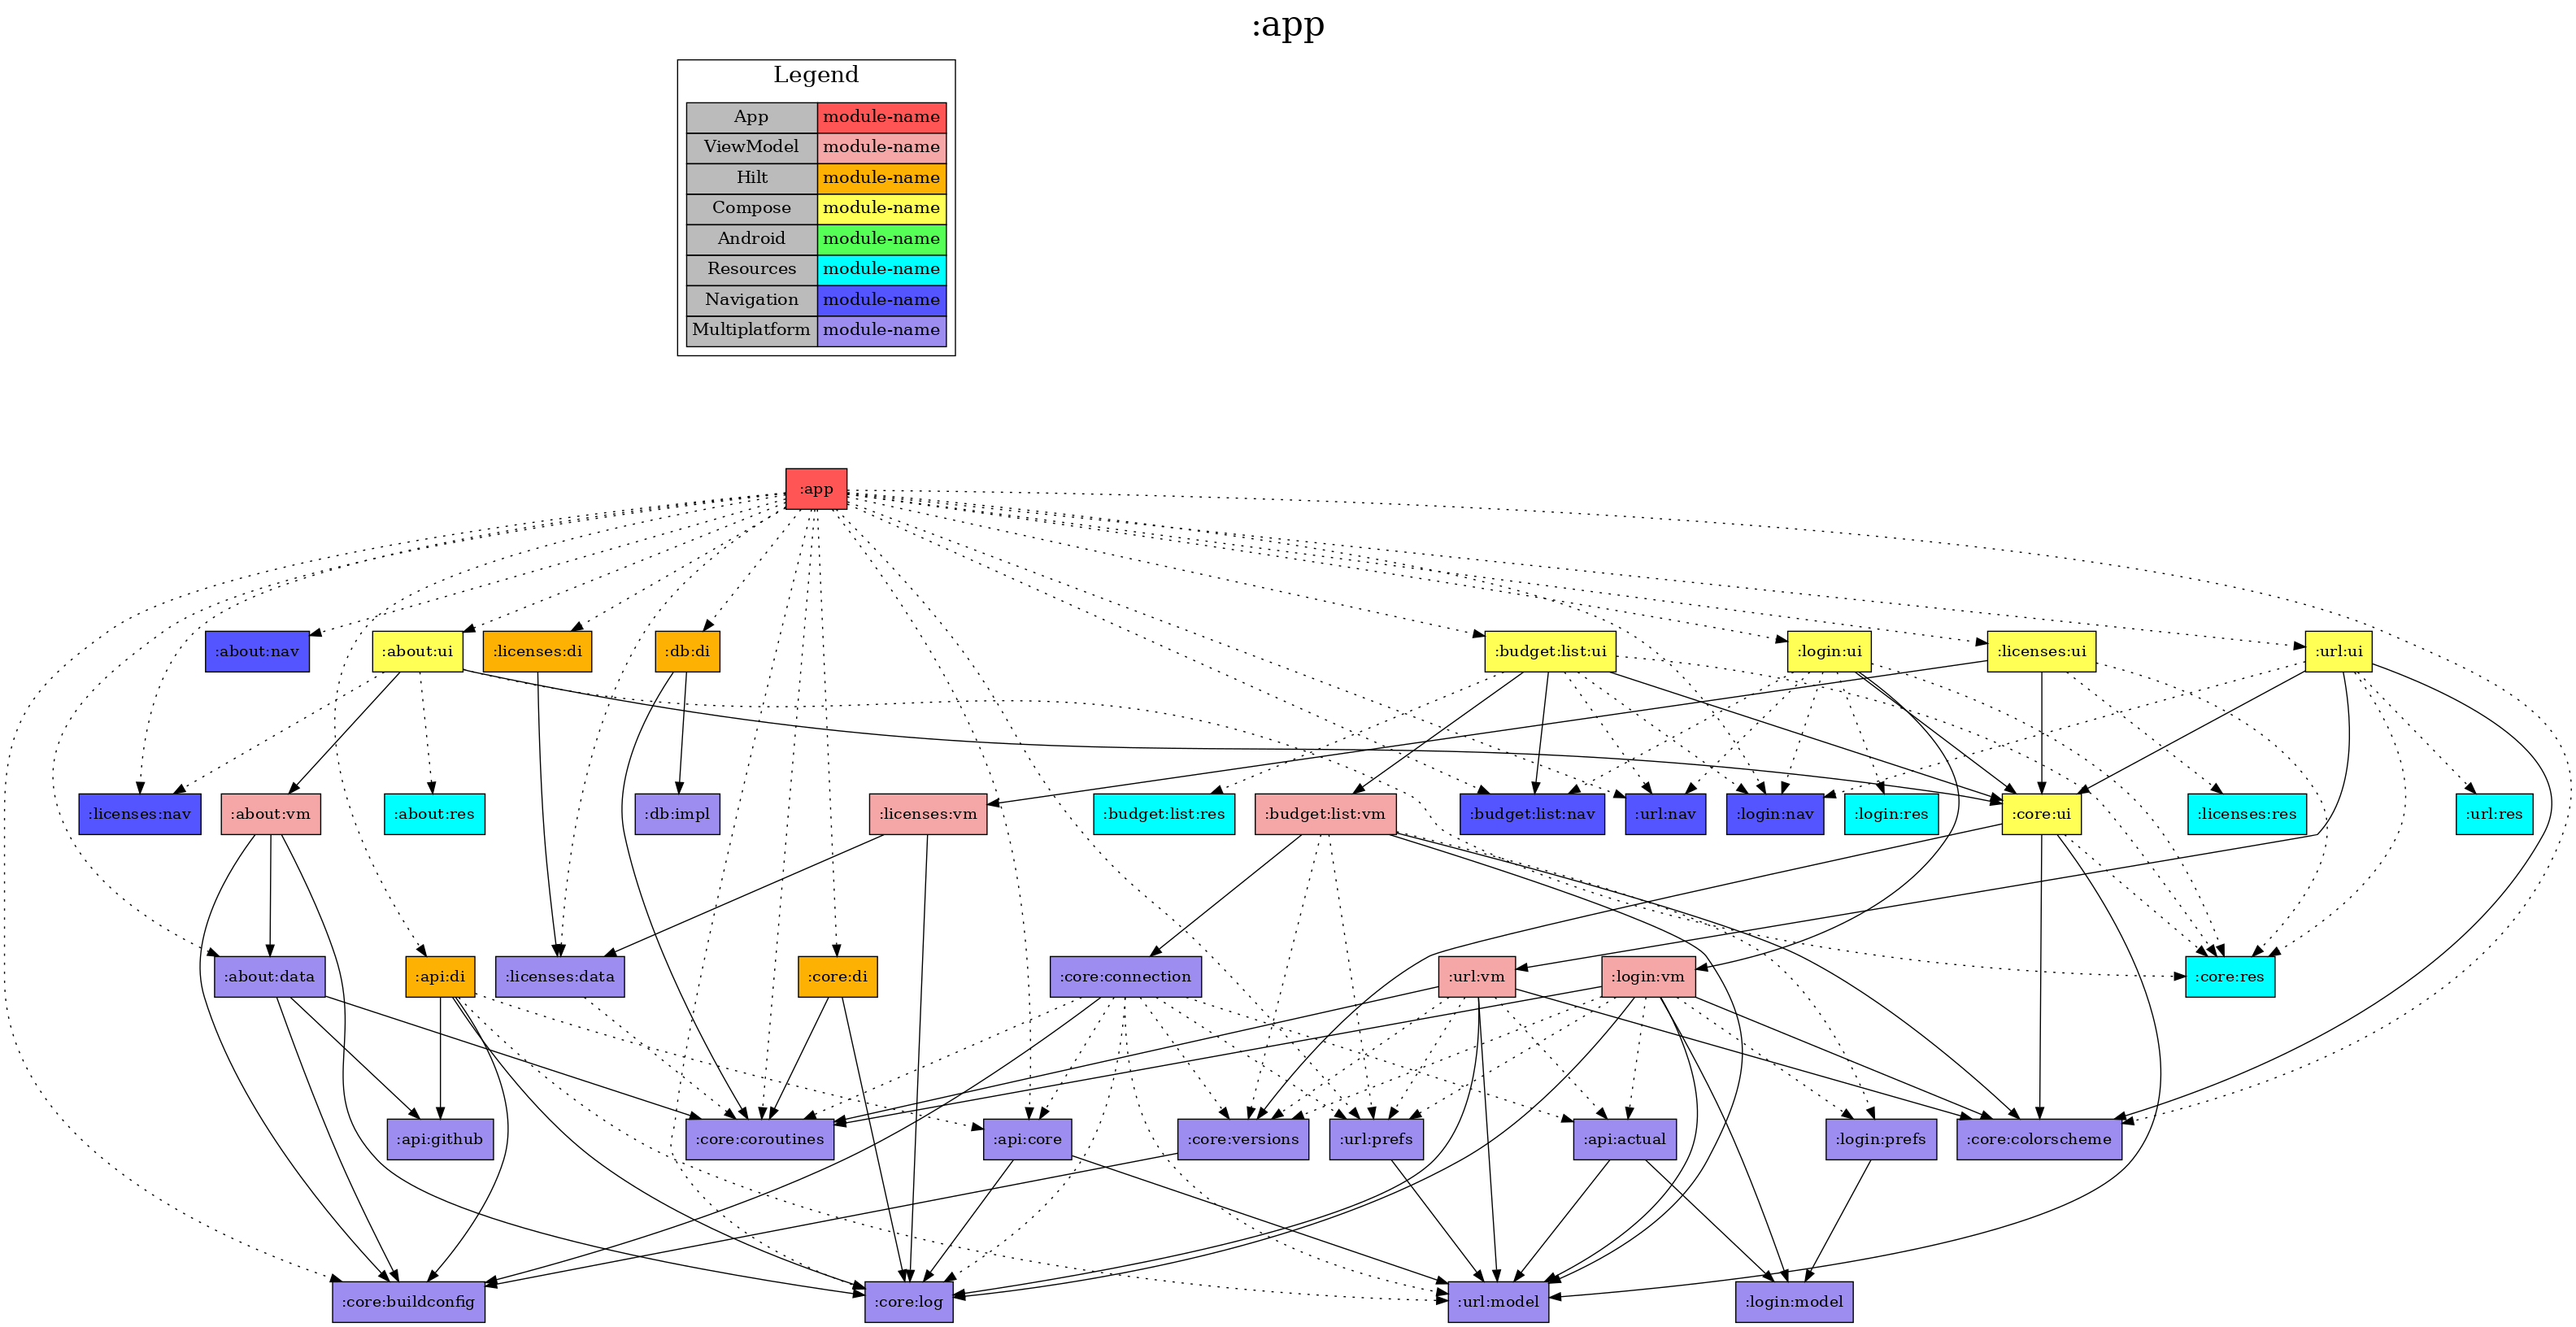 :app
Legend
App module-name
ViewModel module-name
Hilt module-name
Compose module-name
Android module-name
Resources module-name
Navigation module-name
Multiplatform module-name
:app
:about:nav :about:ui :licenses:di :db:di :budget:list:ui :login:ui :licenses:ui :url:ui
:licenses:nav :about:vm :about:res :db:impl :licenses:vm :budget:list:res :budget:list:vm :budget:list:nav :url:nav :login:nav :login:res :core:ui :licenses:res :url:res
:about:data :api:di :licenses:data :core:di :core:connection :url:vm :login:vm :core:res
:api:github :core:coroutines :api:core :core:versions :url:prefs :api:actual :login:prefs :core:colorscheme
:core:buildconfig :core:log :url:model :login:model